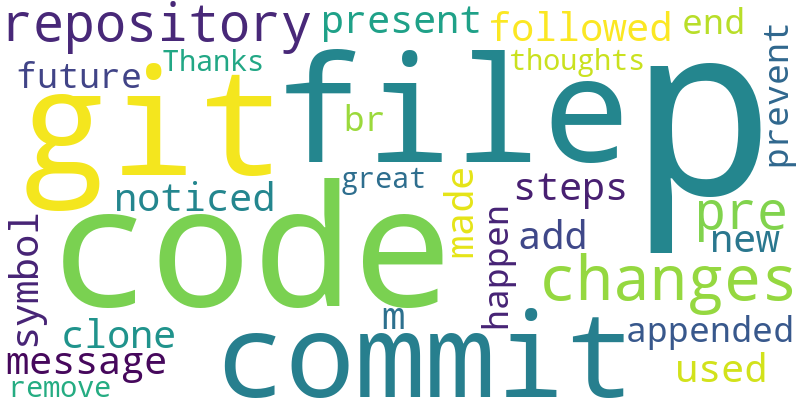 repository
present
followed
end
future
Thanks
thoughts
prevent
git
file
p
br
great
noticed
made
steps
pre
symbol
code
happen
add
new
changes
clone
m
commit
appended
message
used
remove